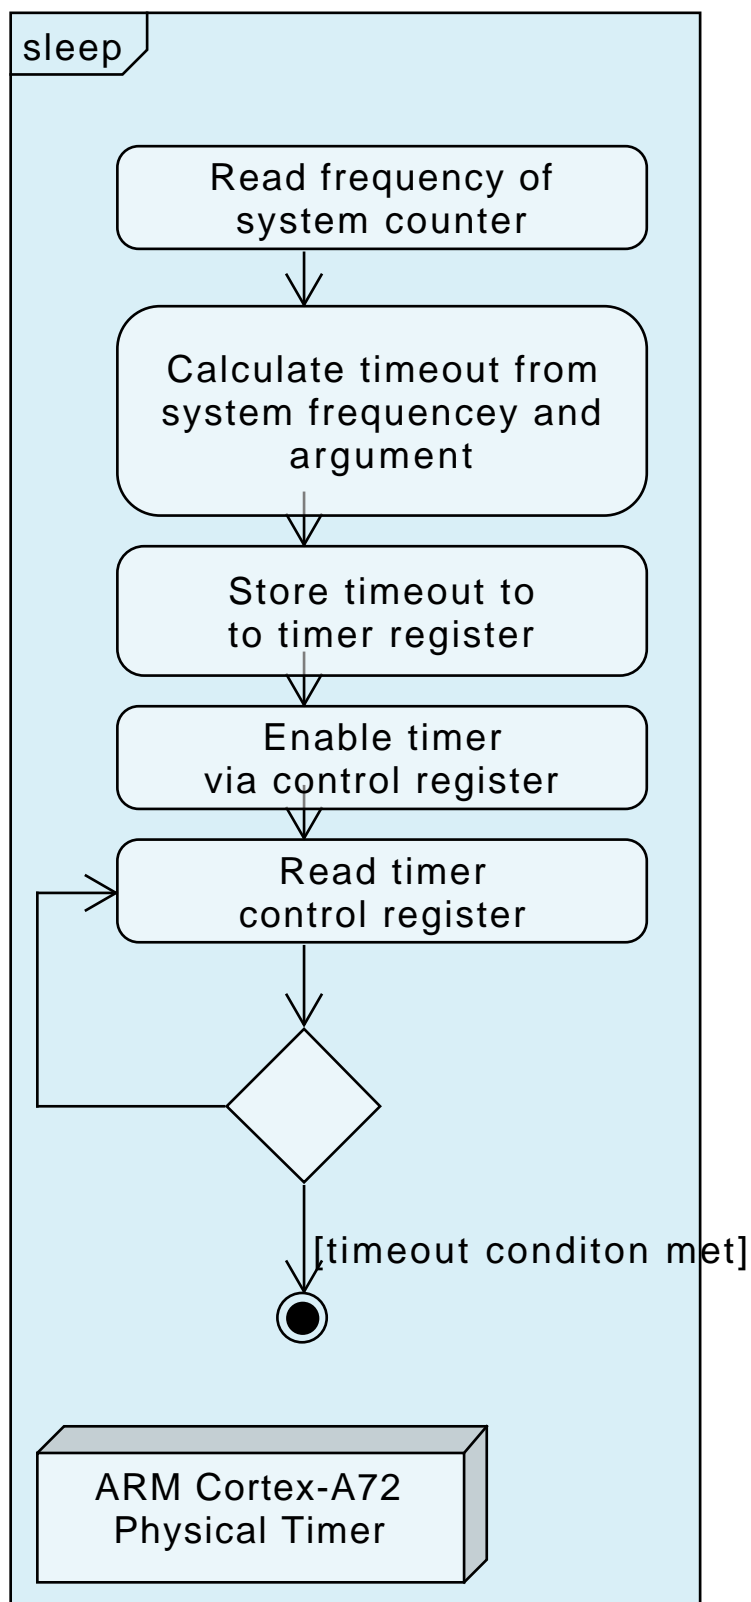 sleep
Read frequency of
system counter
Calculate timeout from
system frequencey and
argument
Store timeout to
to timer register
Enable timer
via control register
Read timer
control register
[timeout conditon met]
ARM Cortex-A72
Physical Timer